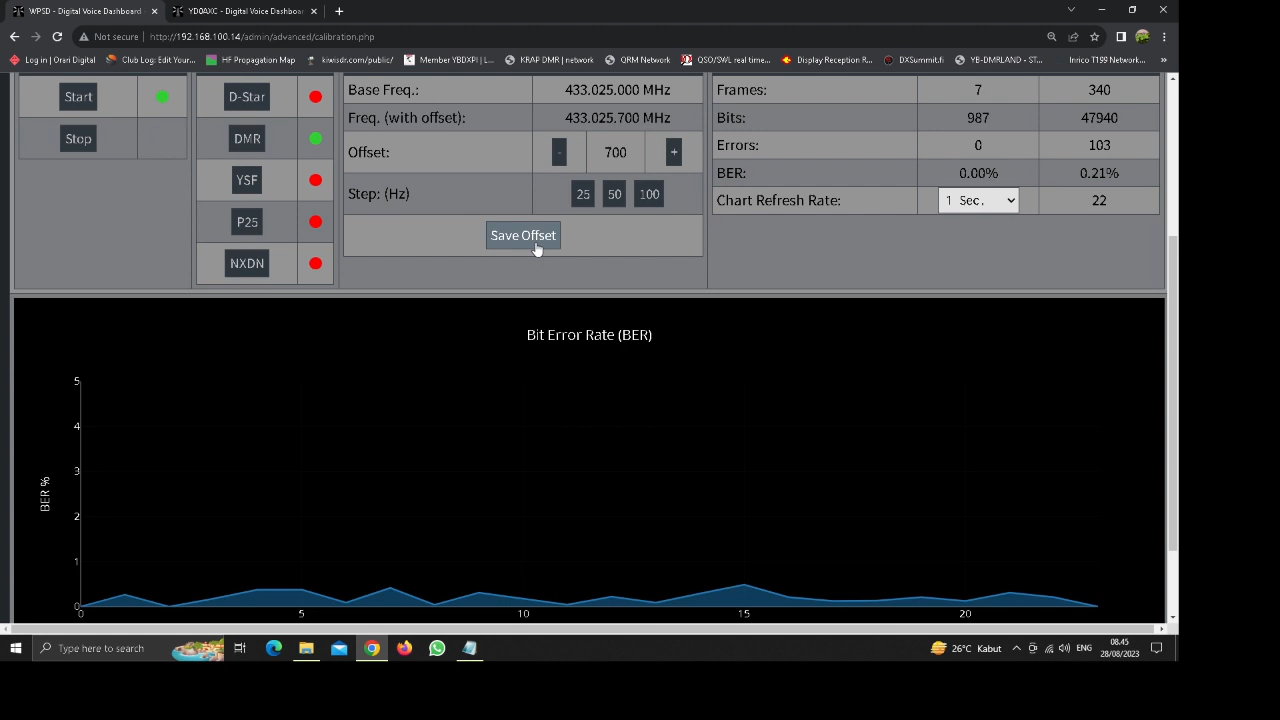 WPSD - Digital Voice Dashboard
YD0AXC - Digital Voice Dashboa
Not secure
http://192.168.100.14/admin/advanced/calibration.php
Log in | Orari Digital
Club Log: Edit Your...
HF Propagation Map
kiwisdr.com/public/
Member YBDXPI | L...
KRAP DMR | network
QRM Network
QSO/SWL real time...
Display Reception R...
DXSummit.fi
YB-DMRLAND - ST...
Inrico T199 Network...
Start
Stop
D-Star
DMR
YSF
P25
NXDN
Base Freq.: 433.025.000 MHz
Freq. (with offset): 433.025.700 MHz
Offset: - 700 +
Step: (Hz) 25 50 100
Save Offset
Frames: 7 340
Bits: 987 47940
Errors: 0 103
BER: 0.00% 0.21%
Chart Refresh Rate: 1 Sec. 22
Bit Error Rate (BER)
5
4
3
2
1
0
BER %
0 5 10 15 20
Type here to search
26°C Kabut
ENG
08.45
28/08/2023